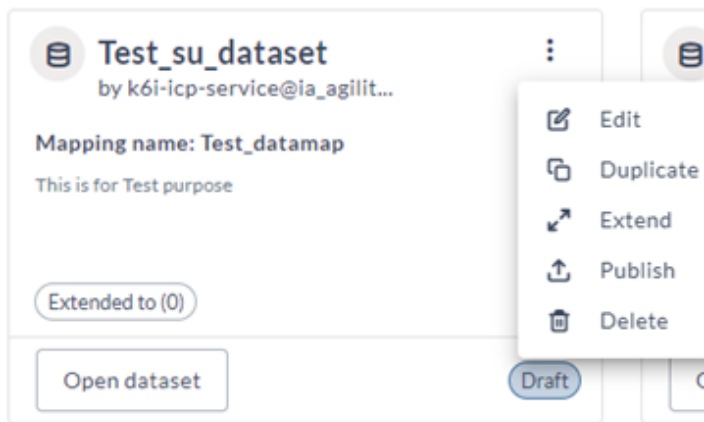 Test_su_dataset
by k6i-icp-service@ia_agilit...
Mapping name: Test_datamap
This is for Test purpose
Extended to (0)
Open dataset
Draft
Edit
Duplicate
Extend
Publish
Delete